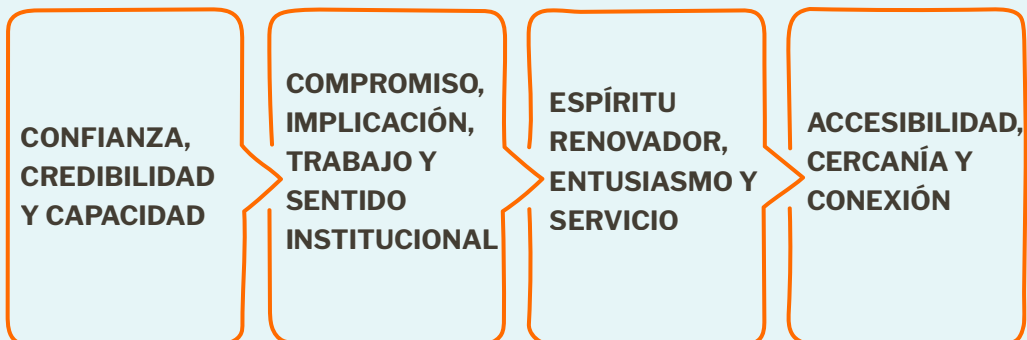 CONFIANZA,
CREDIBILIDAD
Y CAPACIDAD
COMPROMISO,
IMPLICACIÓN,
TRABAJO Y
SENTIDO
INSTITUCIONAL
ESPÍRITU
RENOVADOR,
ENTUSIASMO Y
SERVICIO
ACCESIBILIDAD,
CERCANÍA Y
CONEXIÓN